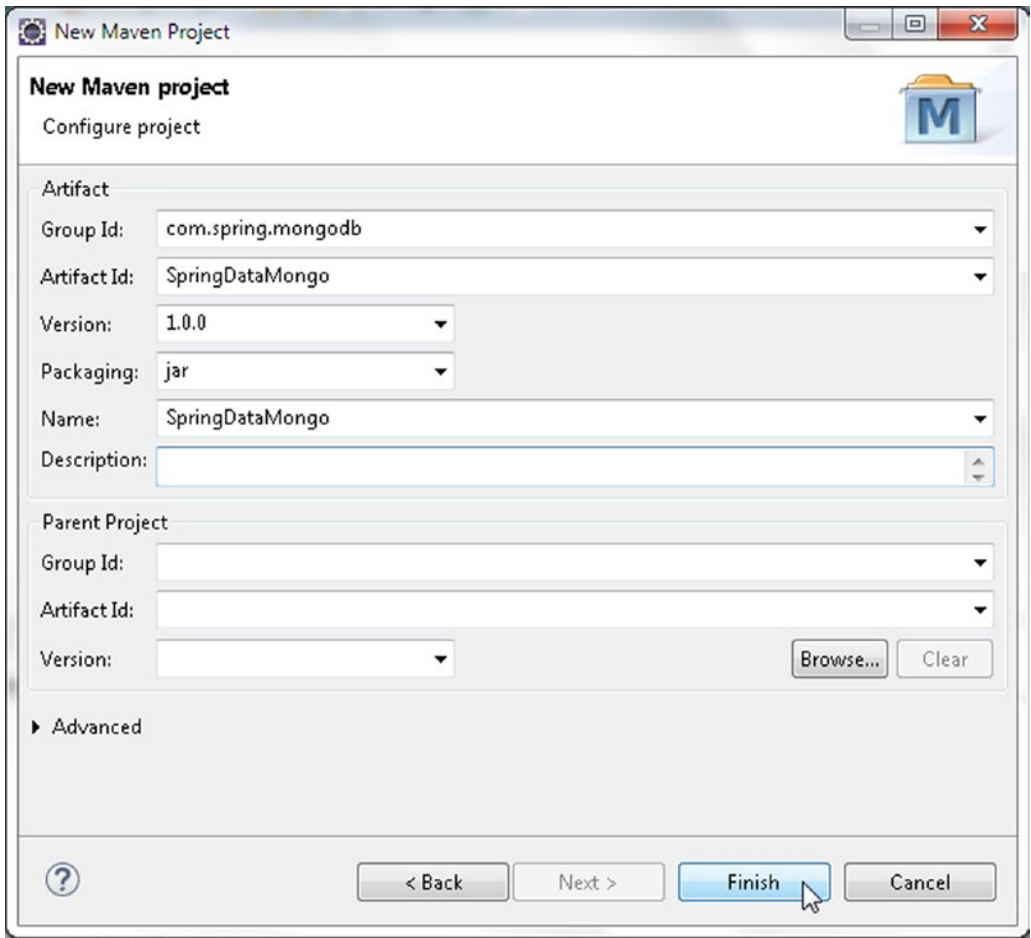 New Maven Project
New Maven project
Configure project
M
Artifact
Group Id: com.spring.mongodb
Artifact Id: SpringDataMongo
Version: 1.0.0
Packaging: jar
Name: SpringDataMongo
Description:
Parent Project
Group Id:
Artifact Id:
Version: Browse... Clear
Advanced
? < Back Next > Finish Cancel